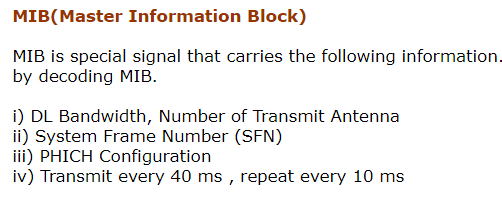 MIB(Master Information Block)
MIB is special signal that carries the following information.
by decoding MIB.
i) DL Bandwidth, Number of Transmit Antenna
ii) System Frame Number (SFN)
iii) PHICH Configuration
iv) Transmit every 40 ms , repeat every 10 ms